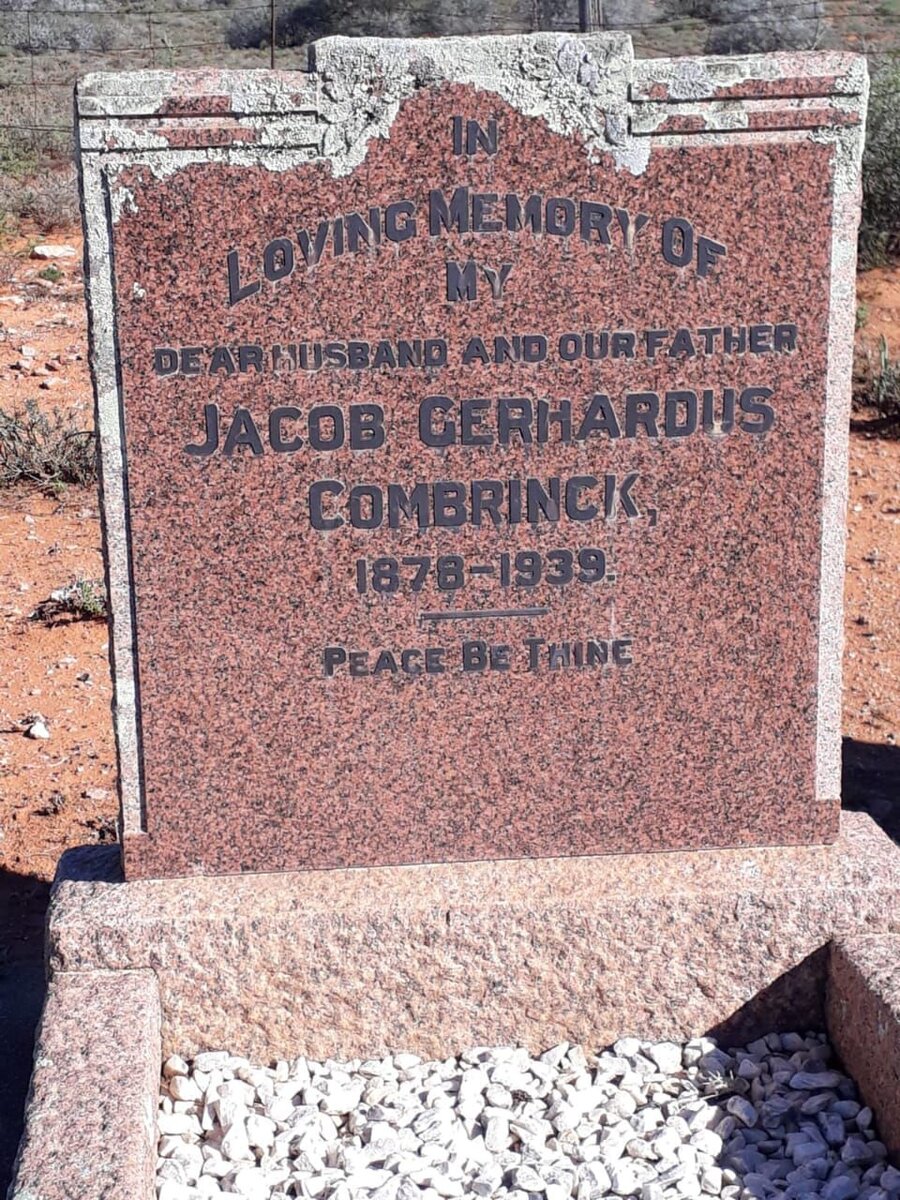 IN
LOVING MEMORY OF
MY
DEAR HUSBAND AND OUR FATHER
JACOB GERHARDUS
COMBRINCK,
1878-1939.
PEACE BE THINE